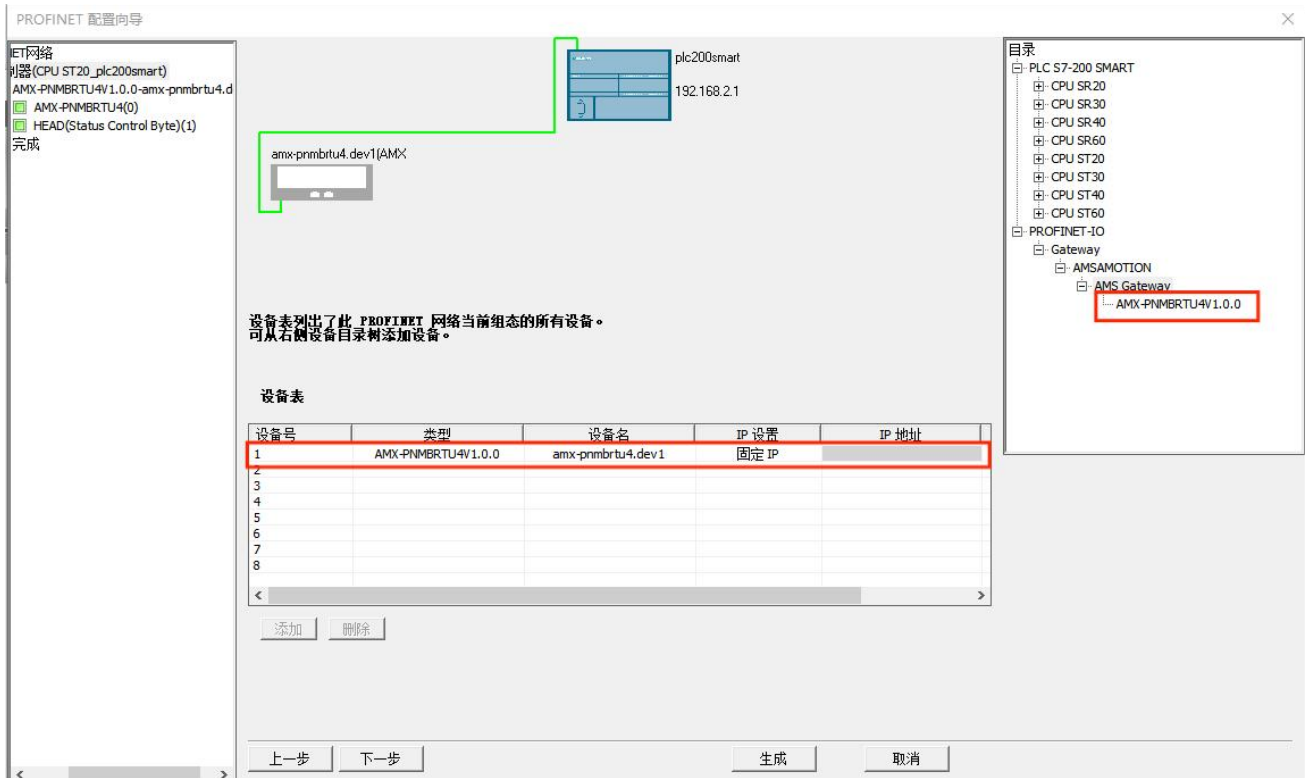 PROFINET 配置向导
ET网络
器(CPU ST20_plc200smart)
AMX-PNMBRTU4V1.0.0-amx-pnmbrtu4.d
AMX-PNMBRTU4(0)
HEAD(Status Control Byte)(1)
完成
plc200smart
192.168.2.1
amx-pnmbrtu4.dev1(AMX
设备表列出了此 PROFINET 网络当前组态的所有设备。
可从右侧设备目录树添加设备。
设备表
设备号 类型 设备名 IP 设置 IP 地址
1 AMX-PNMBRTU4V1.0.0 amx-pnmbrtu4.dev1 固定 IP
2
3
4
5
6
7
8
添加 删除
上一步 下一步 生成 取消
目录
PLC S7-200 SMART
CPU SR20
CPU SR30
CPU SR40
CPU SR60
CPU ST20
CPU ST30
CPU ST40
CPU ST60
PROFINET-IO
Gateway
AMSAMOTION
AMS Gateway
AMX-PNMBRTU4V1.0.0